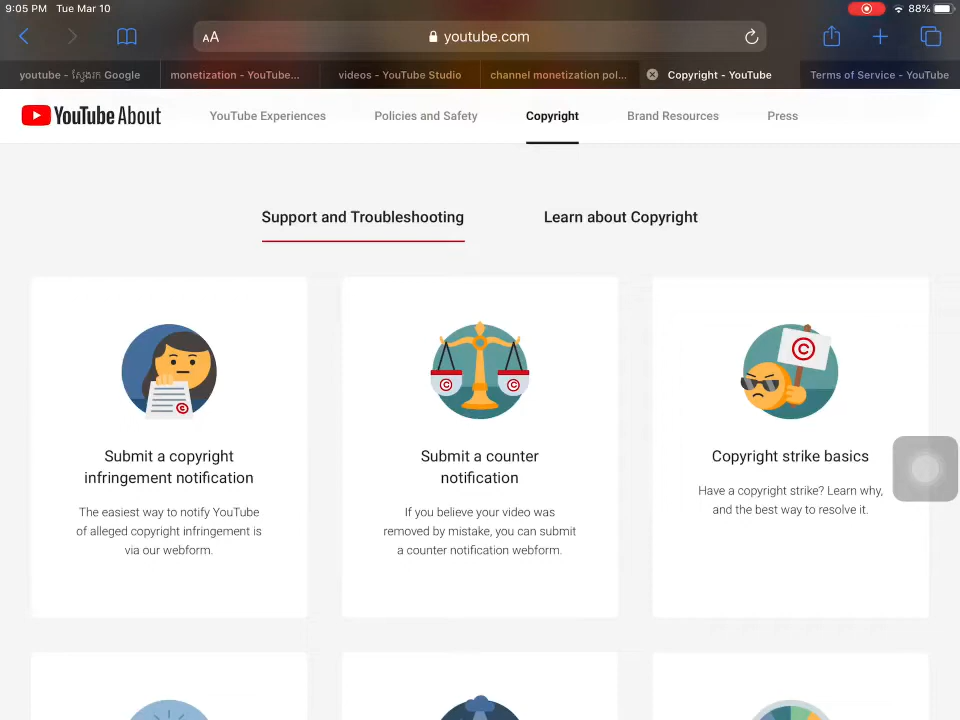 9:05 PM Tue Mar 10
88%
AA
youtube.com
youtube - ស្វែងរក Google
monetization - YouTube...
videos - YouTube Studio
channel monetization pol...
Copyright - YouTube
Terms of Service - YouTube
YouTube About
YouTube Experiences
Policies and Safety
Copyright
Brand Resources
Press
Support and Troubleshooting
Learn about Copyright
Submit a copyright
infringement notification
The easiest way to notify YouTube
of alleged copyright infringement is
via our webform.
Submit a counter
notification
If you believe your video was
removed by mistake, you can submit
a counter notification webform.
Copyright strike basics
Have a copyright strike? Learn why,
and the best way to resolve it.